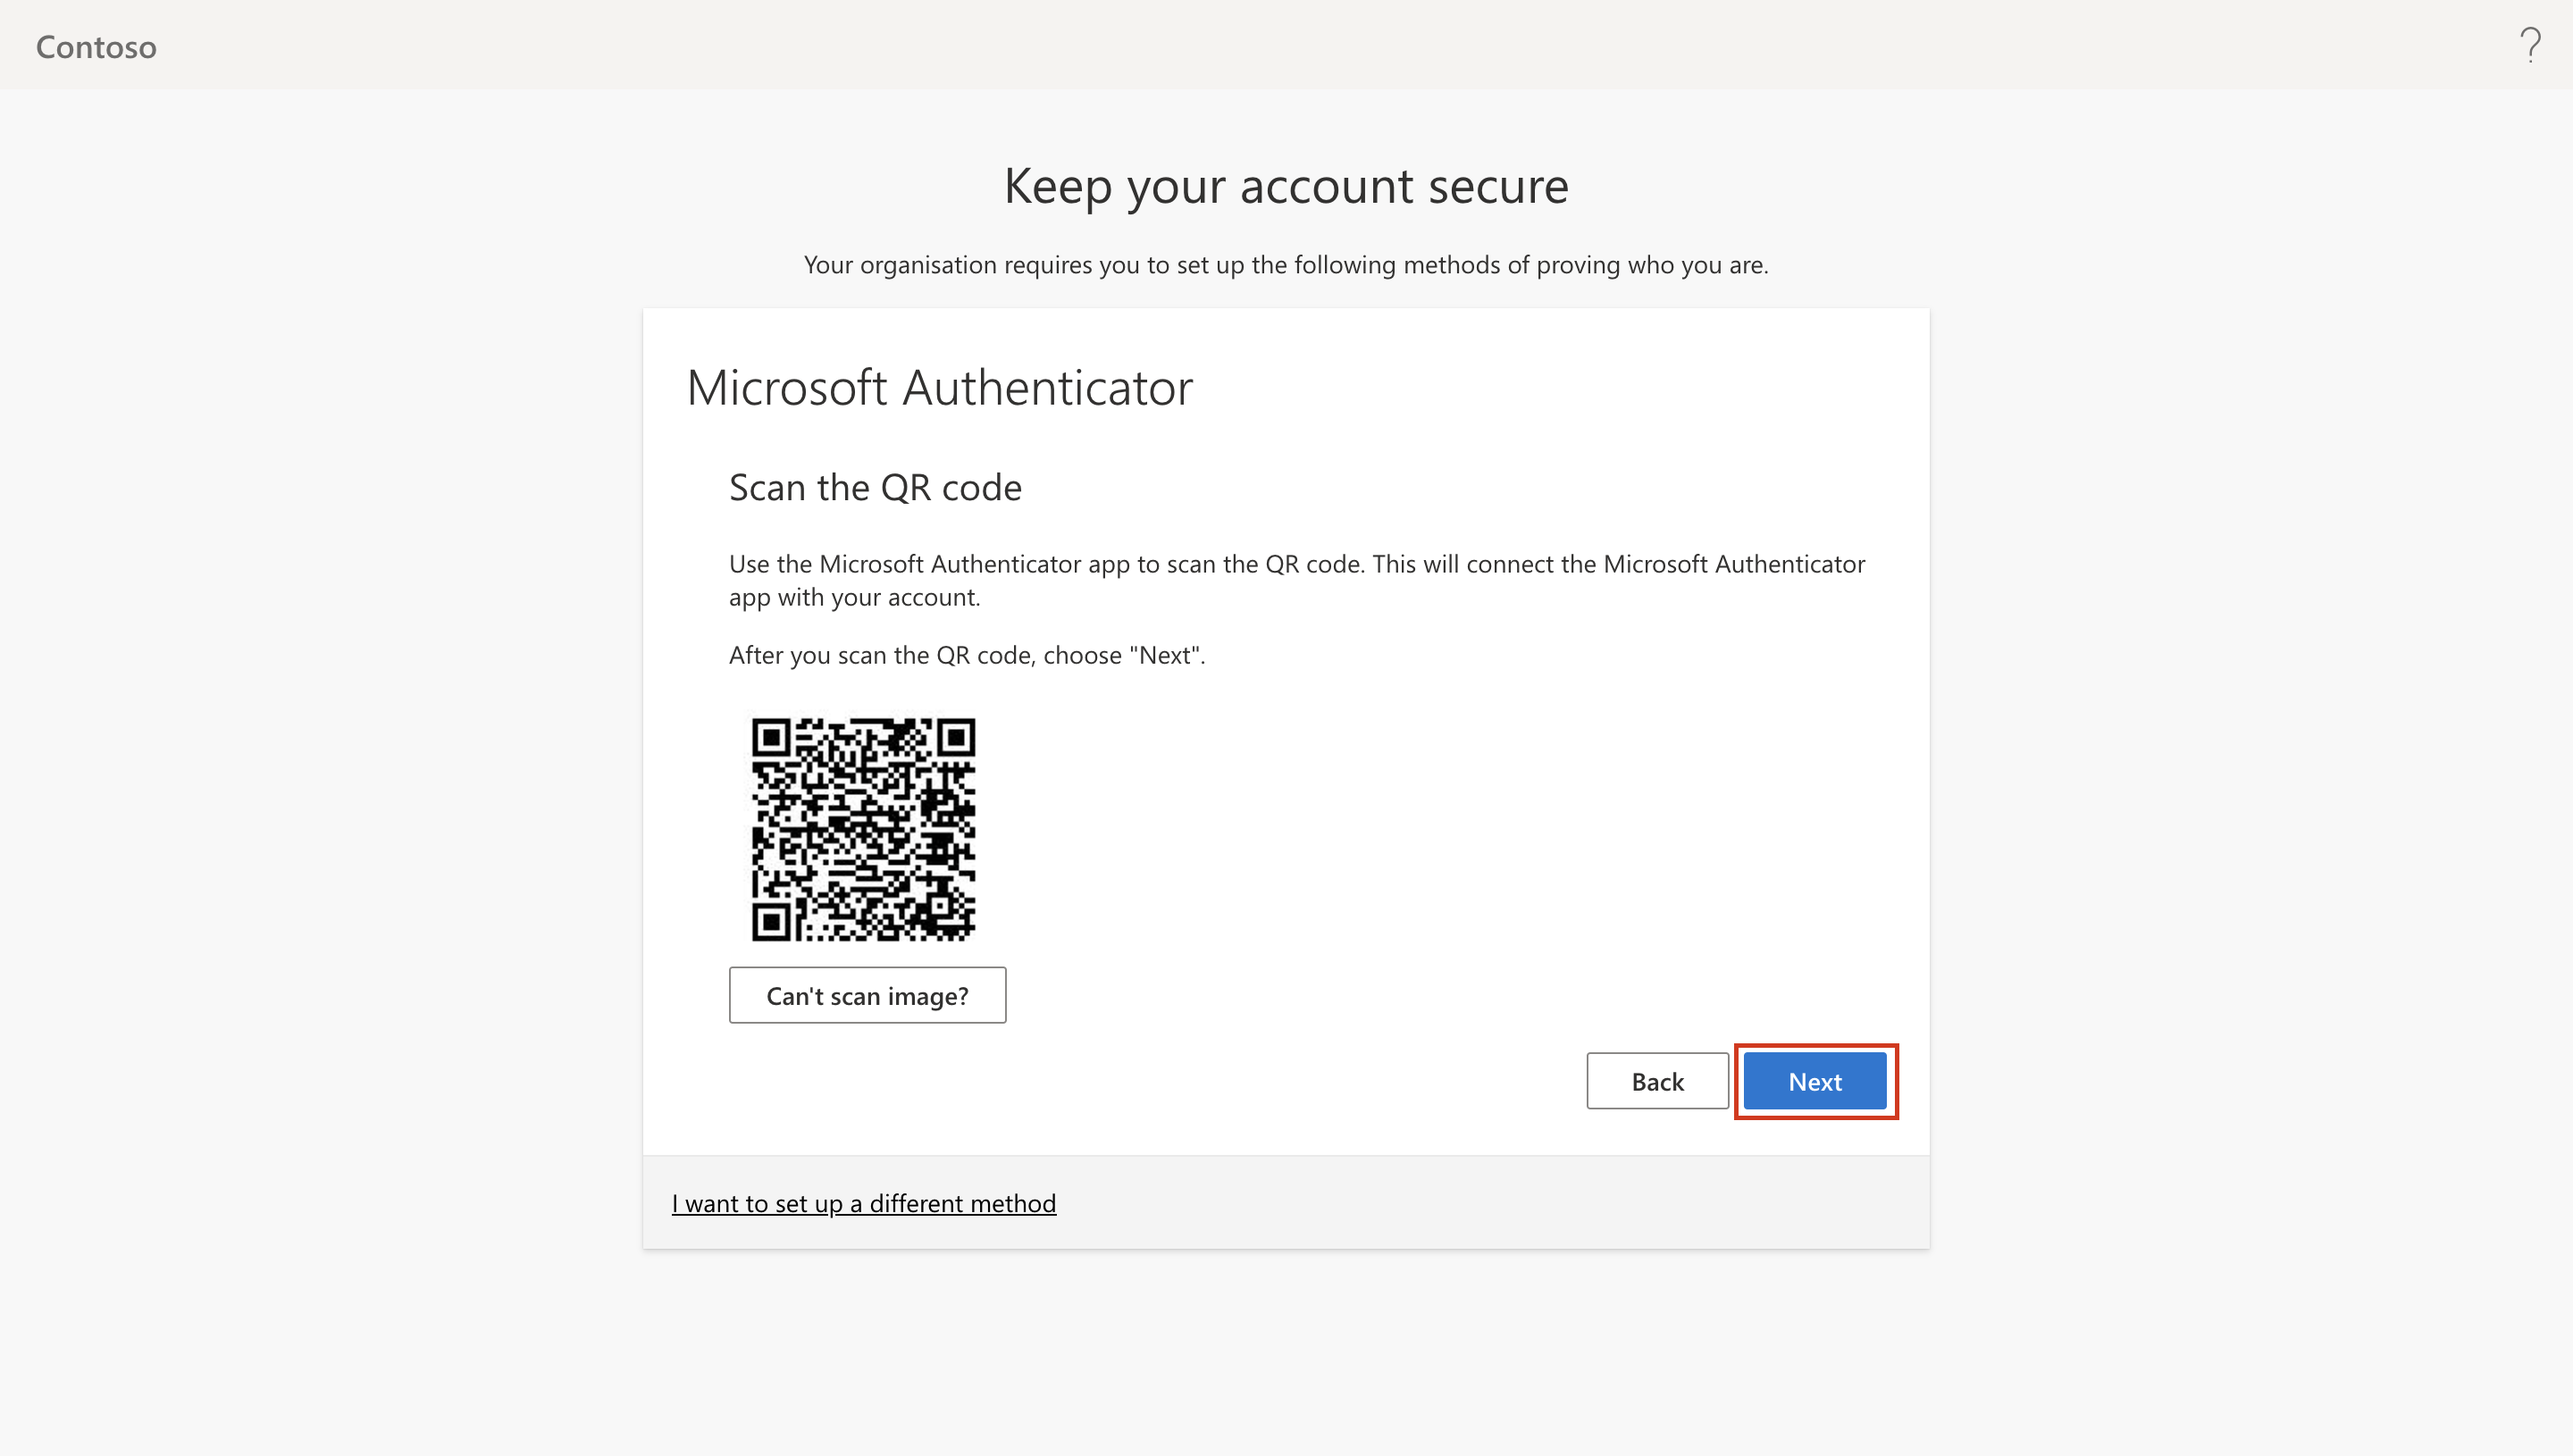 Contoso
?
Keep your account secure
Your organisation requires you to set up the following methods of proving who you are.
Microsoft Authenticator
Scan the QR code
Use the Microsoft Authenticator app to scan the QR code. This will connect the Microsoft Authenticator
app with your account.
After you scan the QR code, choose "Next".
Can't scan image?
Back
Next
I want to set up a different method